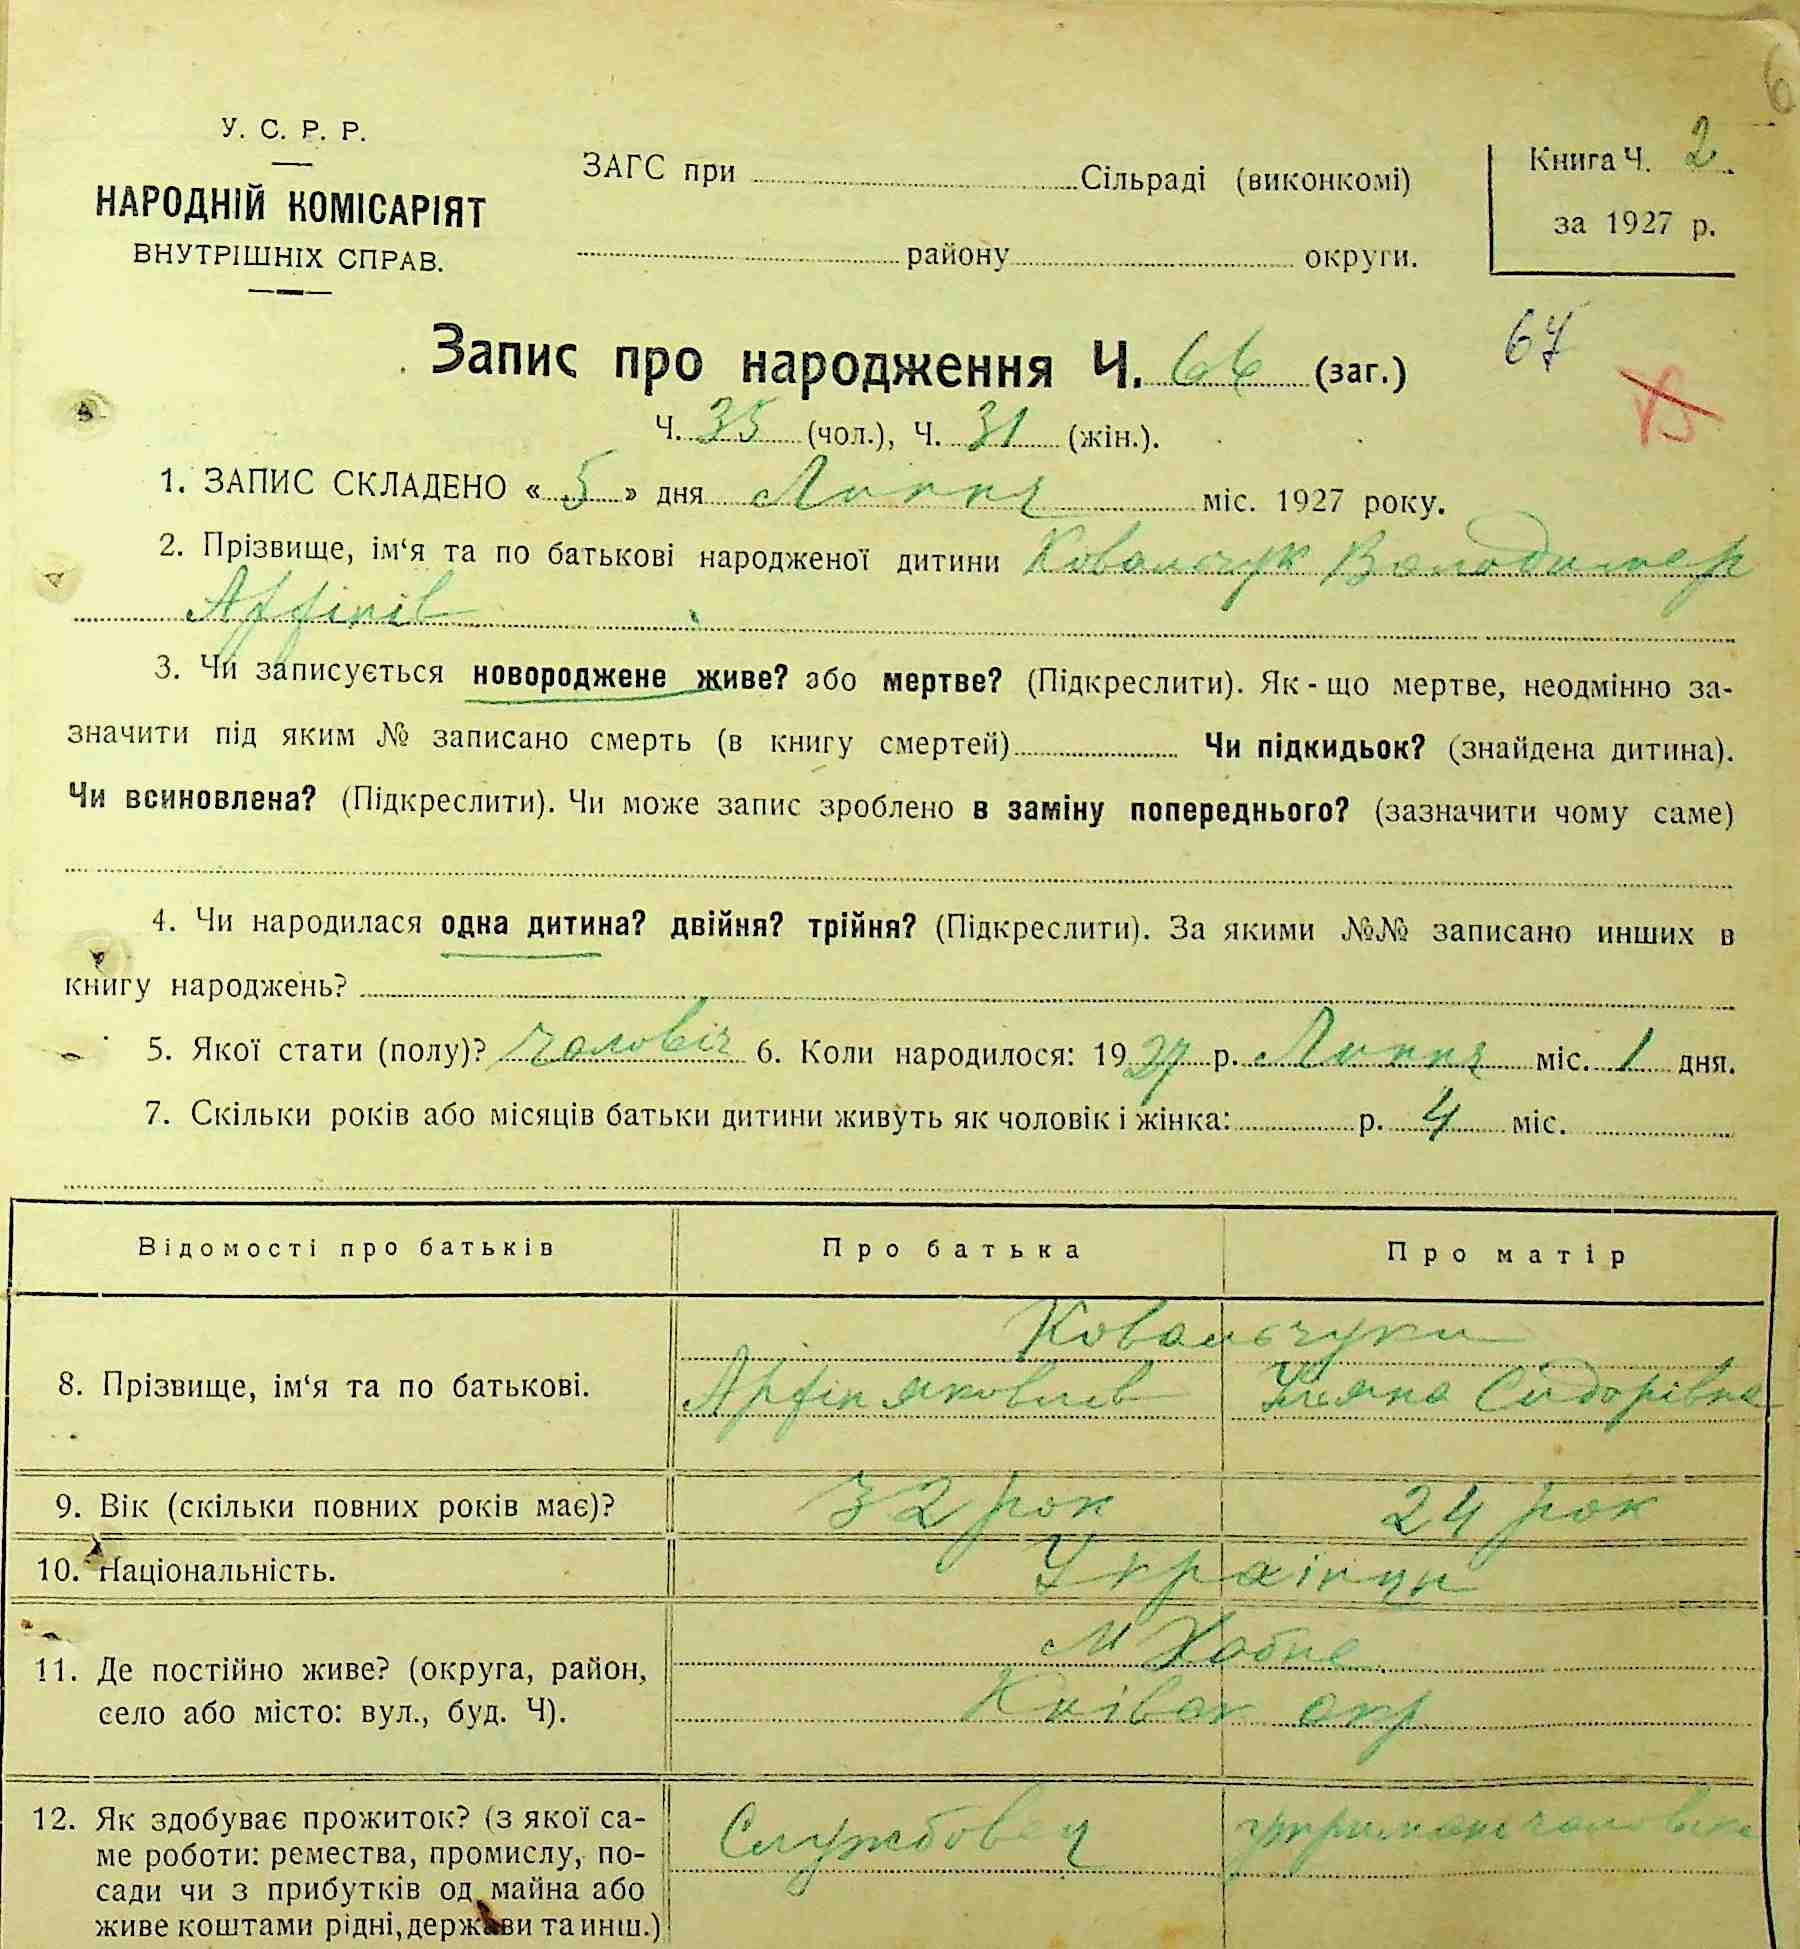 6
У. С. Р. Р.
НАРОДНІЙ КОМІСАРІЯТ
ВНУТРІШНІХ СПРАВ.
ЗАГС при Сільраді (виконкомі)
району округи.
Книга Ч. 2.
за 1927 р.
Запис про народження Ч. 66 (заг.)
67
Ч. 35 (чол.), Ч. 31 (жін.).
1. ЗАПИС СКЛАДЕНО « 5 » дня Липня міс. 1927 року.
2. Прізвище, ім‘я та по батькові народженої дитини Ковальчук Володимер
3. Чи записується новороджене живе? або мертве? (Підкреслити). Як-що мертве, неодмінно за-
значити під яким № записано смерть (в книгу смертей) Чи підкидьок? (знайдена дитина).
Чи всиновлена? (Підкреслити). Чи може запис зроблено в заміну попереднього? (зазначити чому саме)
4. Чи народилася одна дитина? двійня? трійня? (Підкреслити). За якими №№ записано инших в
книгу народжень?
5. Якої стати (полу)? чоловіч 6. Коли народилося: 1927 р. Липня міс. 1 дня.
7. Скільки років або місяців батьки дитини живуть як чоловік і жінка: р. 4 міс.
Відомості про батьків Про батька Про матір
Ковальчуки
8. Прізвище, ім‘я та по батькові. Яковлев Уляна Сидорівна
9. Вік (скільки повних років має)? 32 рок 24 рок
10. Національність. Українци
11. Де постійно живе? (округа, район, м Хабне
село або місто: вул., буд. Ч). Київск окр
12. Як здобуває прожиток? (з якої са-
ме роботи: ремества, промислу, по-
сади чи з прибутків од майна або
живе коштами рідні, держави та инш.)
Службовец